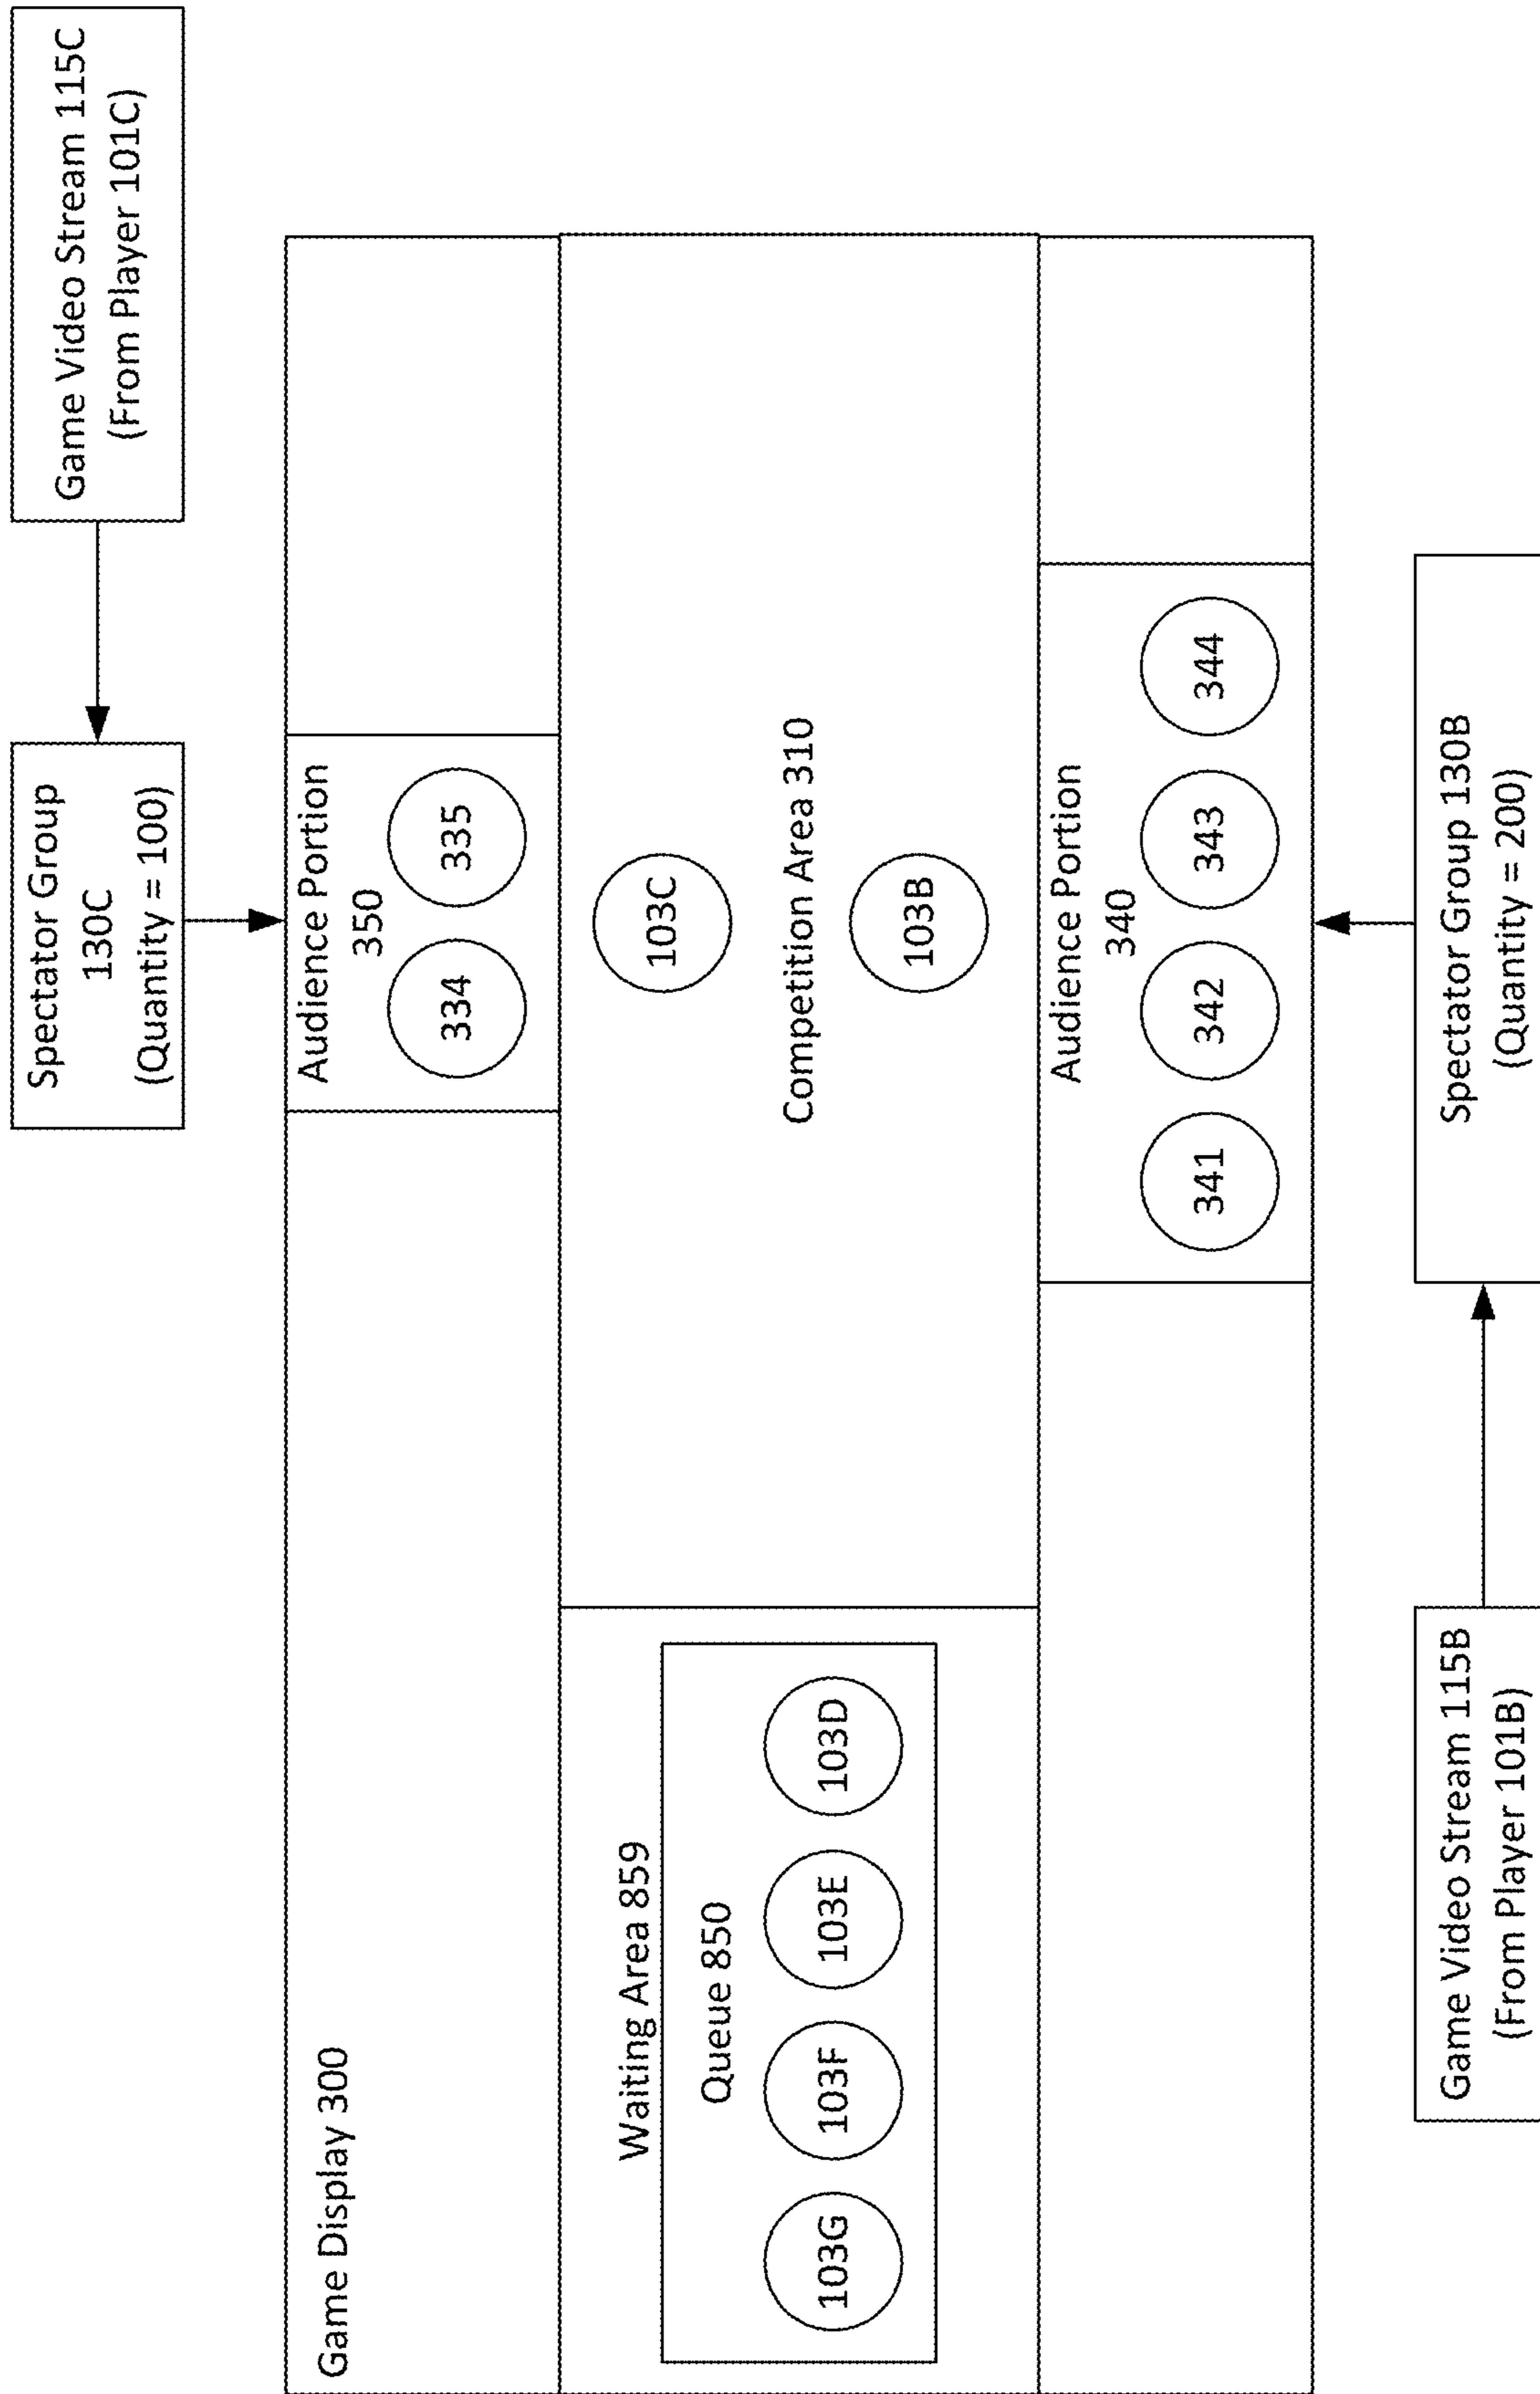 Game Video Stream 115C
(From Player 101C)
Spectator Group
130C
(Quantity = 100)
Game Display 300
Audience Portion
350
334
335
Waiting Area 859
Queue 850
103G
103F
103E
103D
103C
Competition Area 310
103B
Audience Portion
340
341
342
343
344
Game Video Stream 115B
(From Player 101B)
Spectator Group 130B
(Quantity = 200)